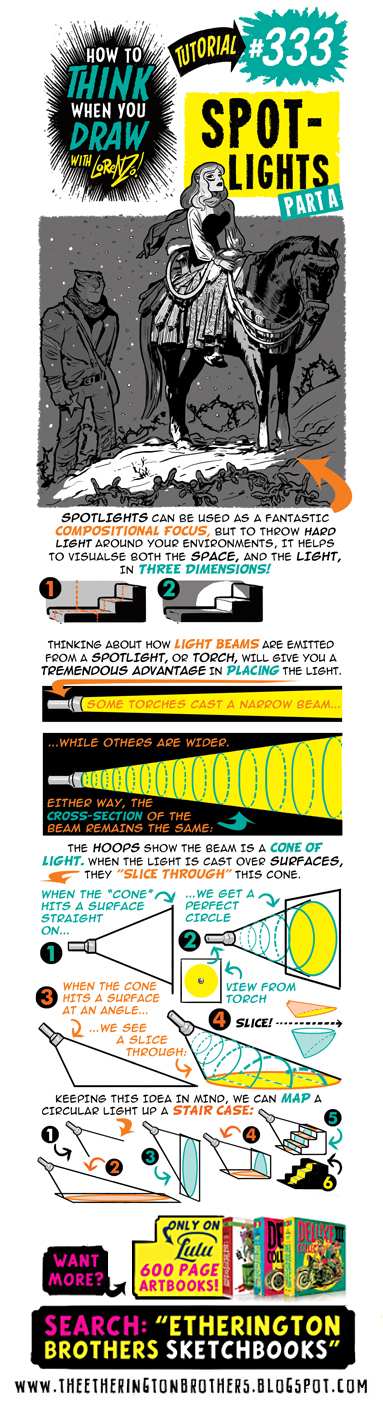 HOW TO
THINK
WHEN YOU
DRAW
WITH LORENZO!
TUTORIAL
#333
SPOT-
LIGHTS
PART A
SPOTLIGHTS CAN BE USED AS A FANTASTIC
COMPOSITIONAL FOCUS, BUT TO THROW HARD
LIGHT AROUND YOUR ENVIRONMENTS, IT HELPS
TO VISUALSE BOTH THE SPACE, AND THE LIGHT,
IN THREE DIMENSIONS!
1
2
THINKING ABOUT HOW LIGHT BEAMS ARE EMITTED
FROM A SPOTLIGHT, OR TORCH, WILL GIVE YOU A
TREMENDOUS ADVANTAGE IN PLACING THE LIGHT.
SOME TORCHES CAST A NARROW BEAM...
...WHILE OTHERS ARE WIDER.
EITHER WAY, THE
CROSS-SECTION OF THE
BEAM REMAINS THE SAME:
THE HOOPS SHOW THE BEAM IS A CONE OF
LIGHT. WHEN THE LIGHT IS CAST OVER SURFACES,
THEY "SLICE THROUGH" THIS CONE.
WHEN THE "CONE"
HITS A SURFACE
STRAIGHT
ON...
1
...WE GET A
PERFECT
CIRCLE
2
VIEW FROM
TORCH
3
WHEN THE CONE
HITS A SURFACE
AT AN ANGLE...
...WE SEE
A SLICE
THROUGH:
4
SLICE!
KEEPING THIS IDEA IN MIND, WE CAN MAP A
CIRCULAR LIGHT UP A STAIR CASE:
1
2
3
4
5
6
WANT
MORE?
ONLY ON
Lulu
600 PAGE
ARTBOOKS!
SEARCH: "ETHERINGTON
BROTHERS SKETCHBOOKS"
WWW.THEETHERINGTONBROTHERS.BLOGSPOT.COM